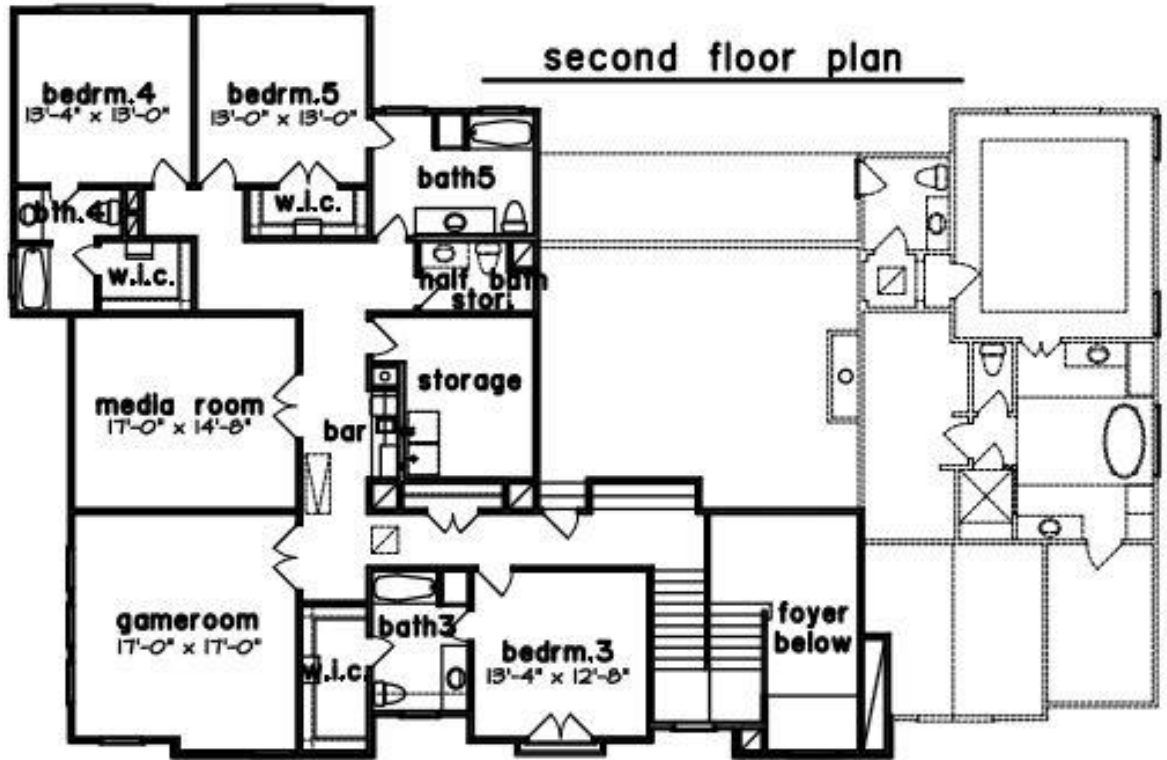 second floor plan
bedrm.4
13'-4" x 13'-0"
bedrm.5
13'-0" x 13'-0"
bath5
w.i.c.
bth.4
w.i.c.
half bath
stor.
media room
17'-0" x 14'-8"
bar
storage
gameroom
17'-0" x 17'-0"
w.i.c.
bath3
bedrm.3
13'-4" x 12'-8"
foyer
below